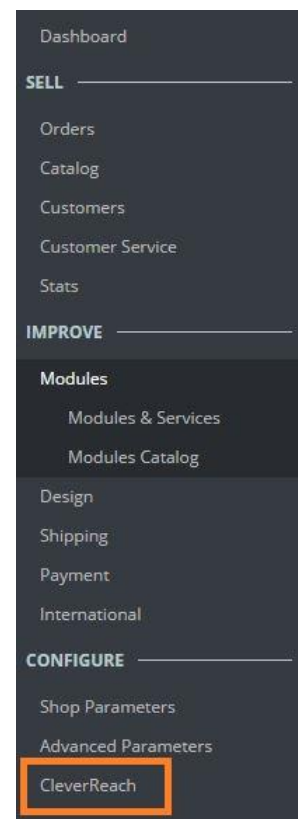 Dashboard
SELL
Orders
Catalog
Customers
Customer Service
Stats
IMPROVE
Modules
Modules & Services
Modules Catalog
Design
Shipping
Payment
International
CONFIGURE
Shop Parameters
Advanced Parameters
CleverReach